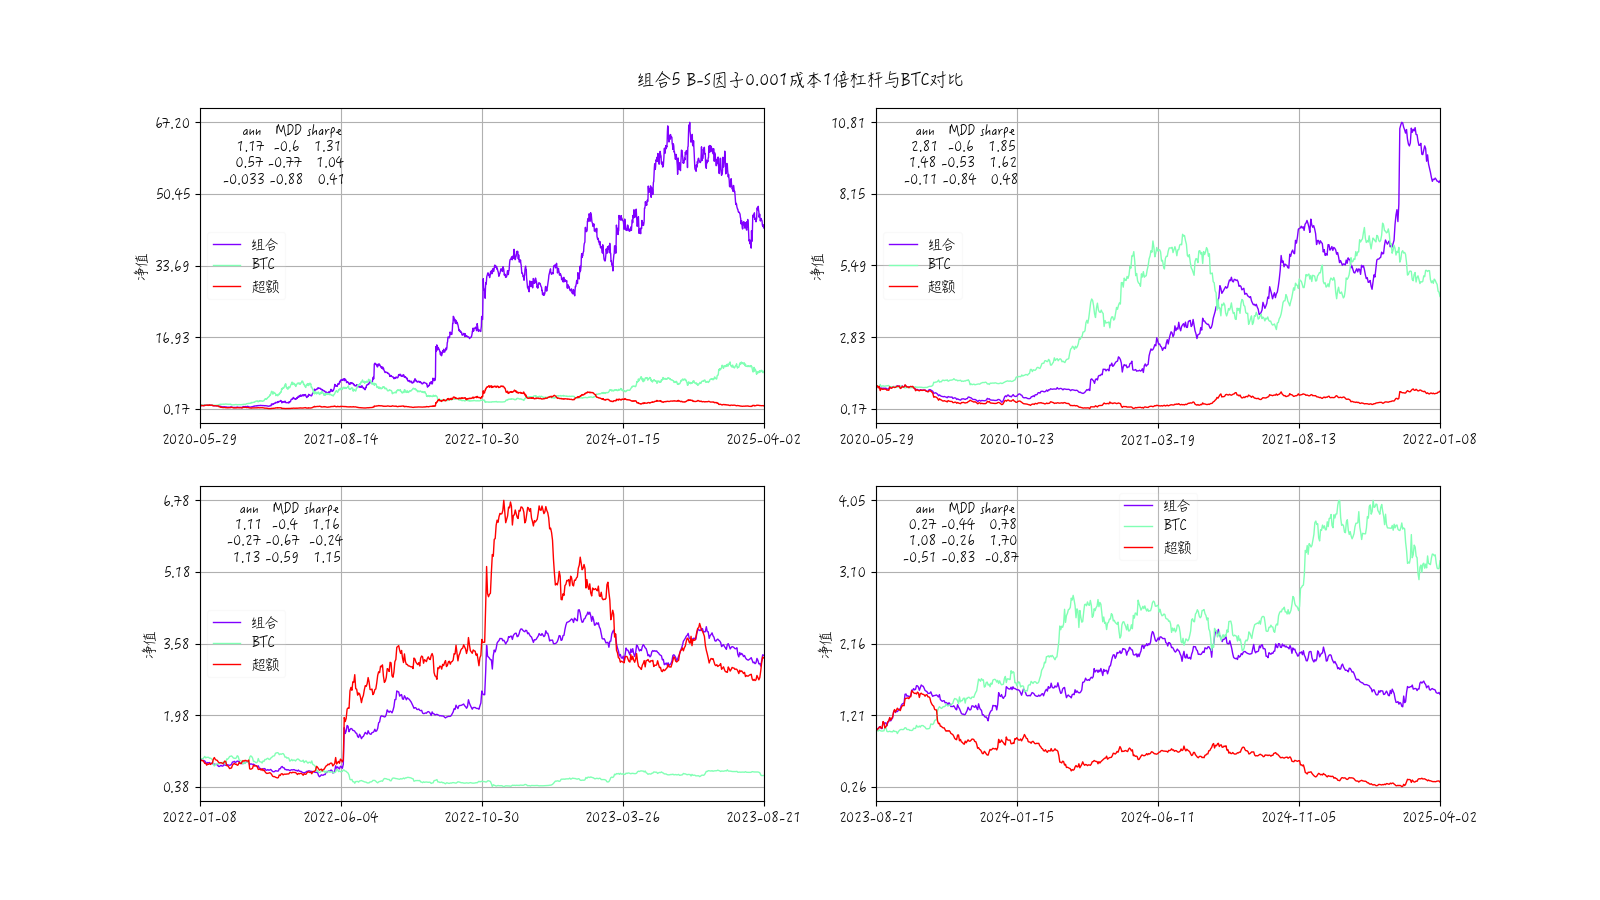 组合5 B-S因子0.001成本1倍杠杆与BTC对比
67.20
50.45
33.69
16.93
0.17
净值
ann MDD sharpe
1.17 -0.6 1.31
0.57 -0.77 1.04
-0.033 -0.88 0.41
组合
BTC
超额
2020-05-29 2021-08-14 2022-10-30 2024-01-15 2025-04-02
10.81
8.15
5.49
2.83
0.17
净值
ann MDD sharpe
2.81 -0.6 1.85
1.48 -0.53 1.62
-0.11 -0.84 0.48
组合
BTC
超额
2020-05-29 2020-10-23 2021-03-19 2021-08-13 2022-01-08
6.78
5.18
3.58
1.98
0.38
净值
ann MDD sharpe
1.11 -0.4 1.16
-0.27 -0.67 -0.24
1.13 -0.59 1.15
组合
BTC
超额
2022-01-08 2022-06-04 2022-10-30 2023-03-26 2023-08-21
4.05
3.10
2.16
1.21
0.26
净值
ann MDD sharpe
0.27 -0.44 0.78
1.08 -0.26 1.70
-0.51 -0.83 -0.87
组合
BTC
超额
2023-08-21 2024-01-15 2024-06-11 2024-11-05 2025-04-02